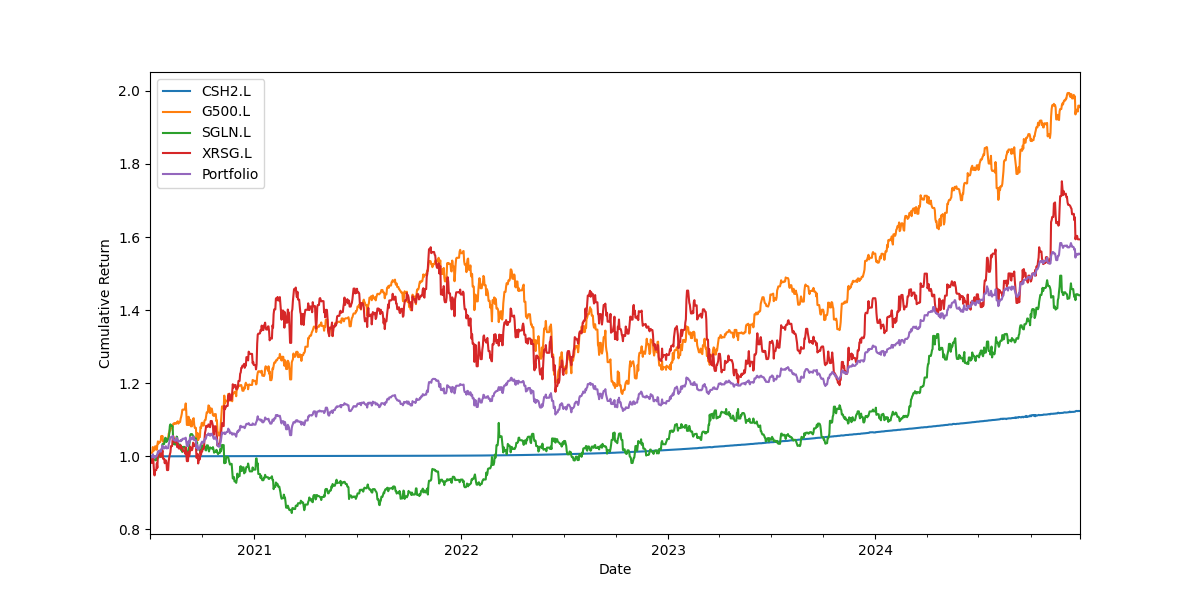 2.0
1.8
1.6
1.4
1.2
1.0
0.8
Cumulative Return
CSH2.L
G500.L
SGLN.L
XRSG.L
Portfolio
2021
2022
2023
2024
Date